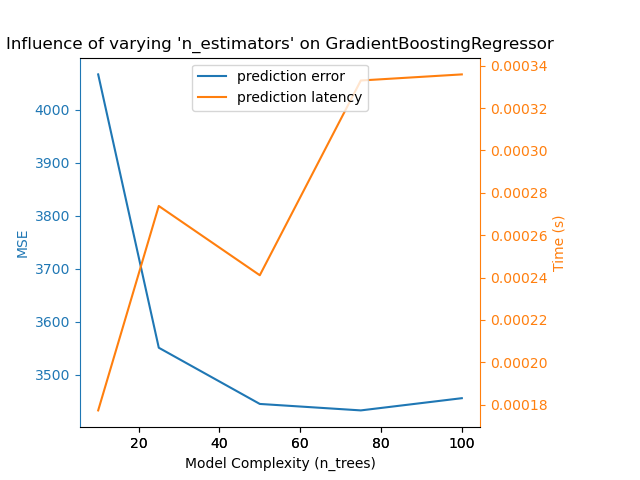 Influence of varying 'n_estimators' on GradientBoostingRegressor
prediction error
prediction latency
4000
3900
3800
3700
3600
3500
MSE
0.00034
0.00032
0.00030
0.00028
0.00026
0.00024
0.00022
0.00020
0.00018
Time (s)
20 40 60 80 100
Model Complexity (n_trees)